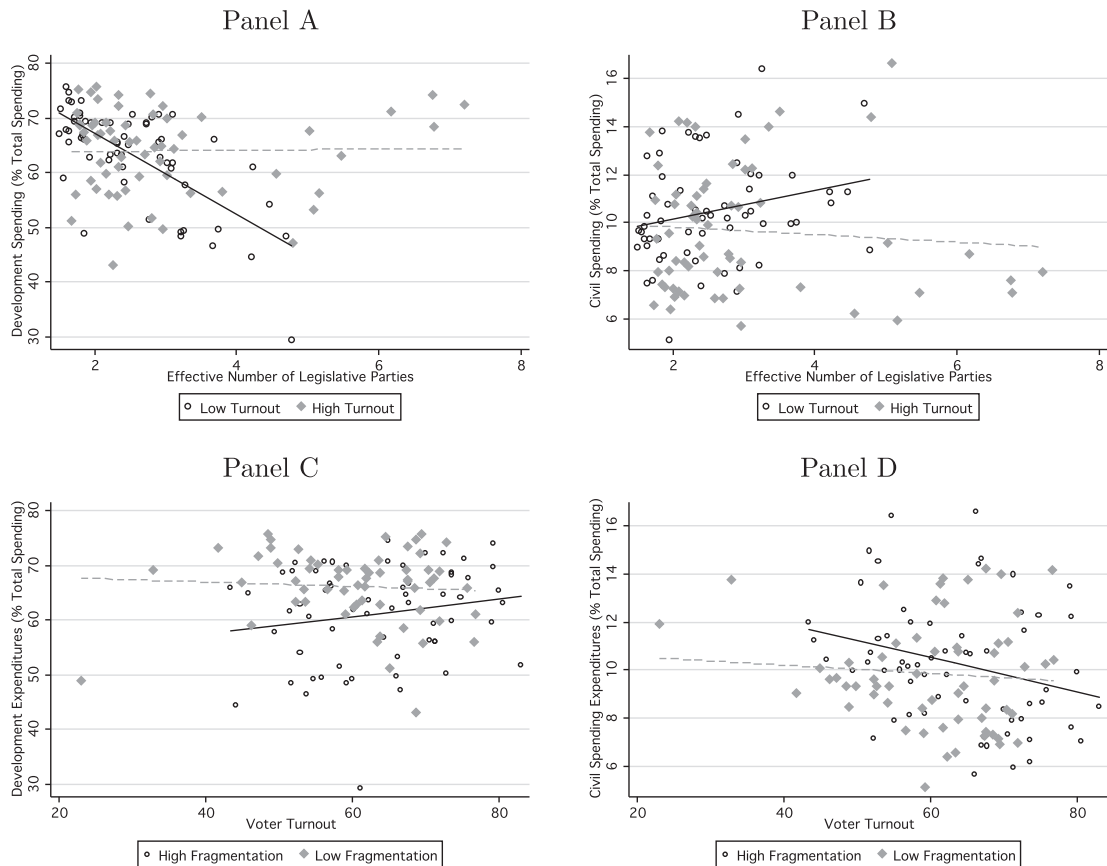 Panel A
Development Spending (% Total Spending)
80
70
60
50
40
30
2 4 6 8
Effective Number of Legislative Parties
Low Turnout High Turnout
Panel B
Civil Spending (% Total Spending)
16
14
12
10
8
6
2 4 6 8
Effective Number of Legislative Parties
Low Turnout High Turnout
Panel C
Development Expenditures (% Total Spending)
80
70
60
50
40
30
20 40 60 80
Voter Turnout
High Fragmentation Low Fragmentation
Panel D
Civil Spending Expenditures (% Total Spending)
16
14
12
10
8
6
20 40 60 80
Voter Turnout
High Fragmentation Low Fragmentation